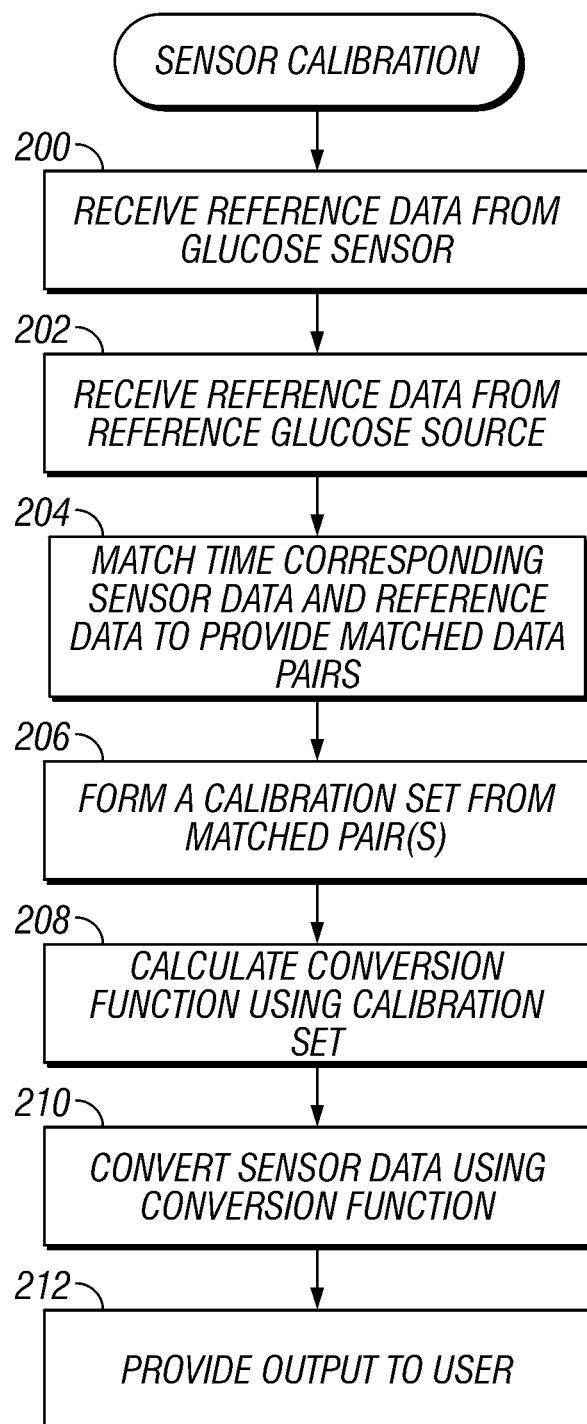 SENSOR CALIBRATION
200
RECEIVE REFERENCE DATA FROM
GLUCOSE SENSOR
202
RECEIVE REFERENCE DATA FROM
REFERENCE GLUCOSE SOURCE
204
MATCH TIME CORRESPONDING
SENSOR DATA AND REFERENCE
DATA TO PROVIDE MATCHED DATA
PAIRS
206
FORM A CALIBRATION SET FROM
MATCHED PAIR(S)
208
CALCULATE CONVERSION
FUNCTION USING CALIBRATION
SET
210
CONVERT SENSOR DATA USING
CONVERSION FUNCTION
212
PROVIDE OUTPUT TO USER